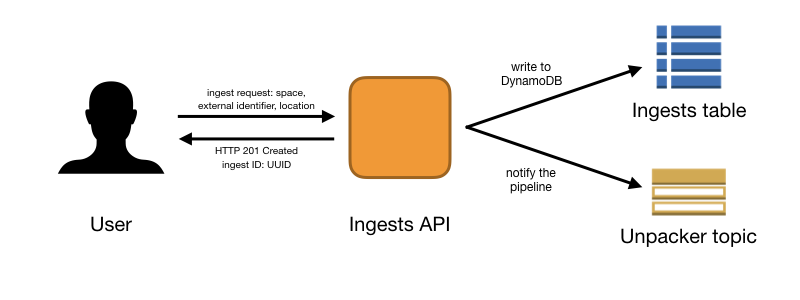 ingest request: space,
external identifier, location
HTTP 201 Created
ingest ID: UUID
User
Ingests API
write to
DynamoDB
notify the
pipeline
Ingests table
Unpacker topic